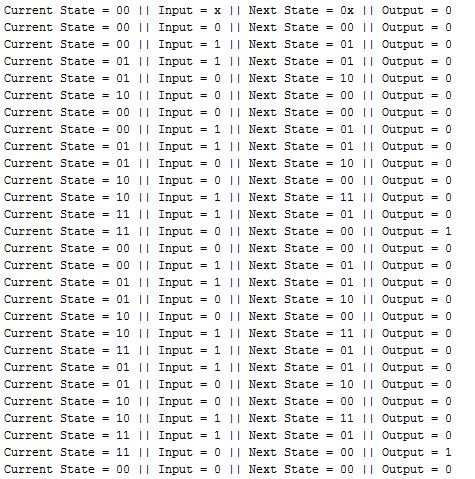 Current State = 00 || Input = x || Next State = 0x || Output = 0
Current State = 00 || Input = 0 || Next State = 00 || Output = 0
Current State = 00 || Input = 1 || Next State = 01 || Output = 0
Current State = 01 || Input = 1 || Next State = 01 || Output = 0
Current State = 01 || Input = 0 || Next State = 10 || Output = 0
Current State = 10 || Input = 0 || Next State = 00 || Output = 0
Current State = 00 || Input = 0 || Next State = 00 || Output = 0
Current State = 00 || Input = 1 || Next State = 01 || Output = 0
Current State = 01 || Input = 1 || Next State = 01 || Output = 0
Current State = 01 || Input = 0 || Next State = 10 || Output = 0
Current State = 10 || Input = 0 || Next State = 00 || Output = 0
Current State = 10 || Input = 1 || Next State = 11 || Output = 0
Current State = 11 || Input = 1 || Next State = 01 || Output = 0
Current State = 11 || Input = 0 || Next State = 00 || Output = 1
Current State = 00 || Input = 0 || Next State = 00 || Output = 0
Current State = 00 || Input = 1 || Next State = 01 || Output = 0
Current State = 01 || Input = 1 || Next State = 01 || Output = 0
Current State = 01 || Input = 0 || Next State = 10 || Output = 0
Current State = 10 || Input = 0 || Next State = 00 || Output = 0
Current State = 10 || Input = 1 || Next State = 11 || Output = 0
Current State = 11 || Input = 1 || Next State = 01 || Output = 0
Current State = 01 || Input = 1 || Next State = 01 || Output = 0
Current State = 01 || Input = 0 || Next State = 10 || Output = 0
Current State = 10 || Input = 0 || Next State = 00 || Output = 0
Current State = 10 || Input = 1 || Next State = 11 || Output = 0
Current State = 11 || Input = 1 || Next State = 01 || Output = 0
Current State = 11 || Input = 0 || Next State = 00 || Output = 1
Current State = 00 || Input = 0 || Next State = 00 || Output = 0